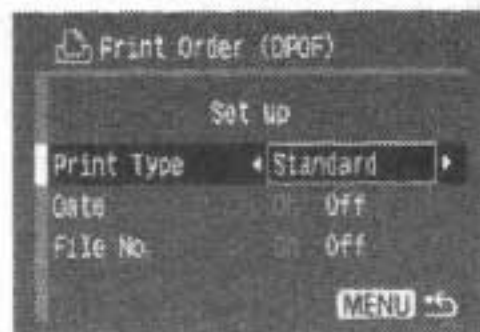 Print Order (DPOF)
Set up
Print Type Standard
Date On Off
File No. On Off
MENU